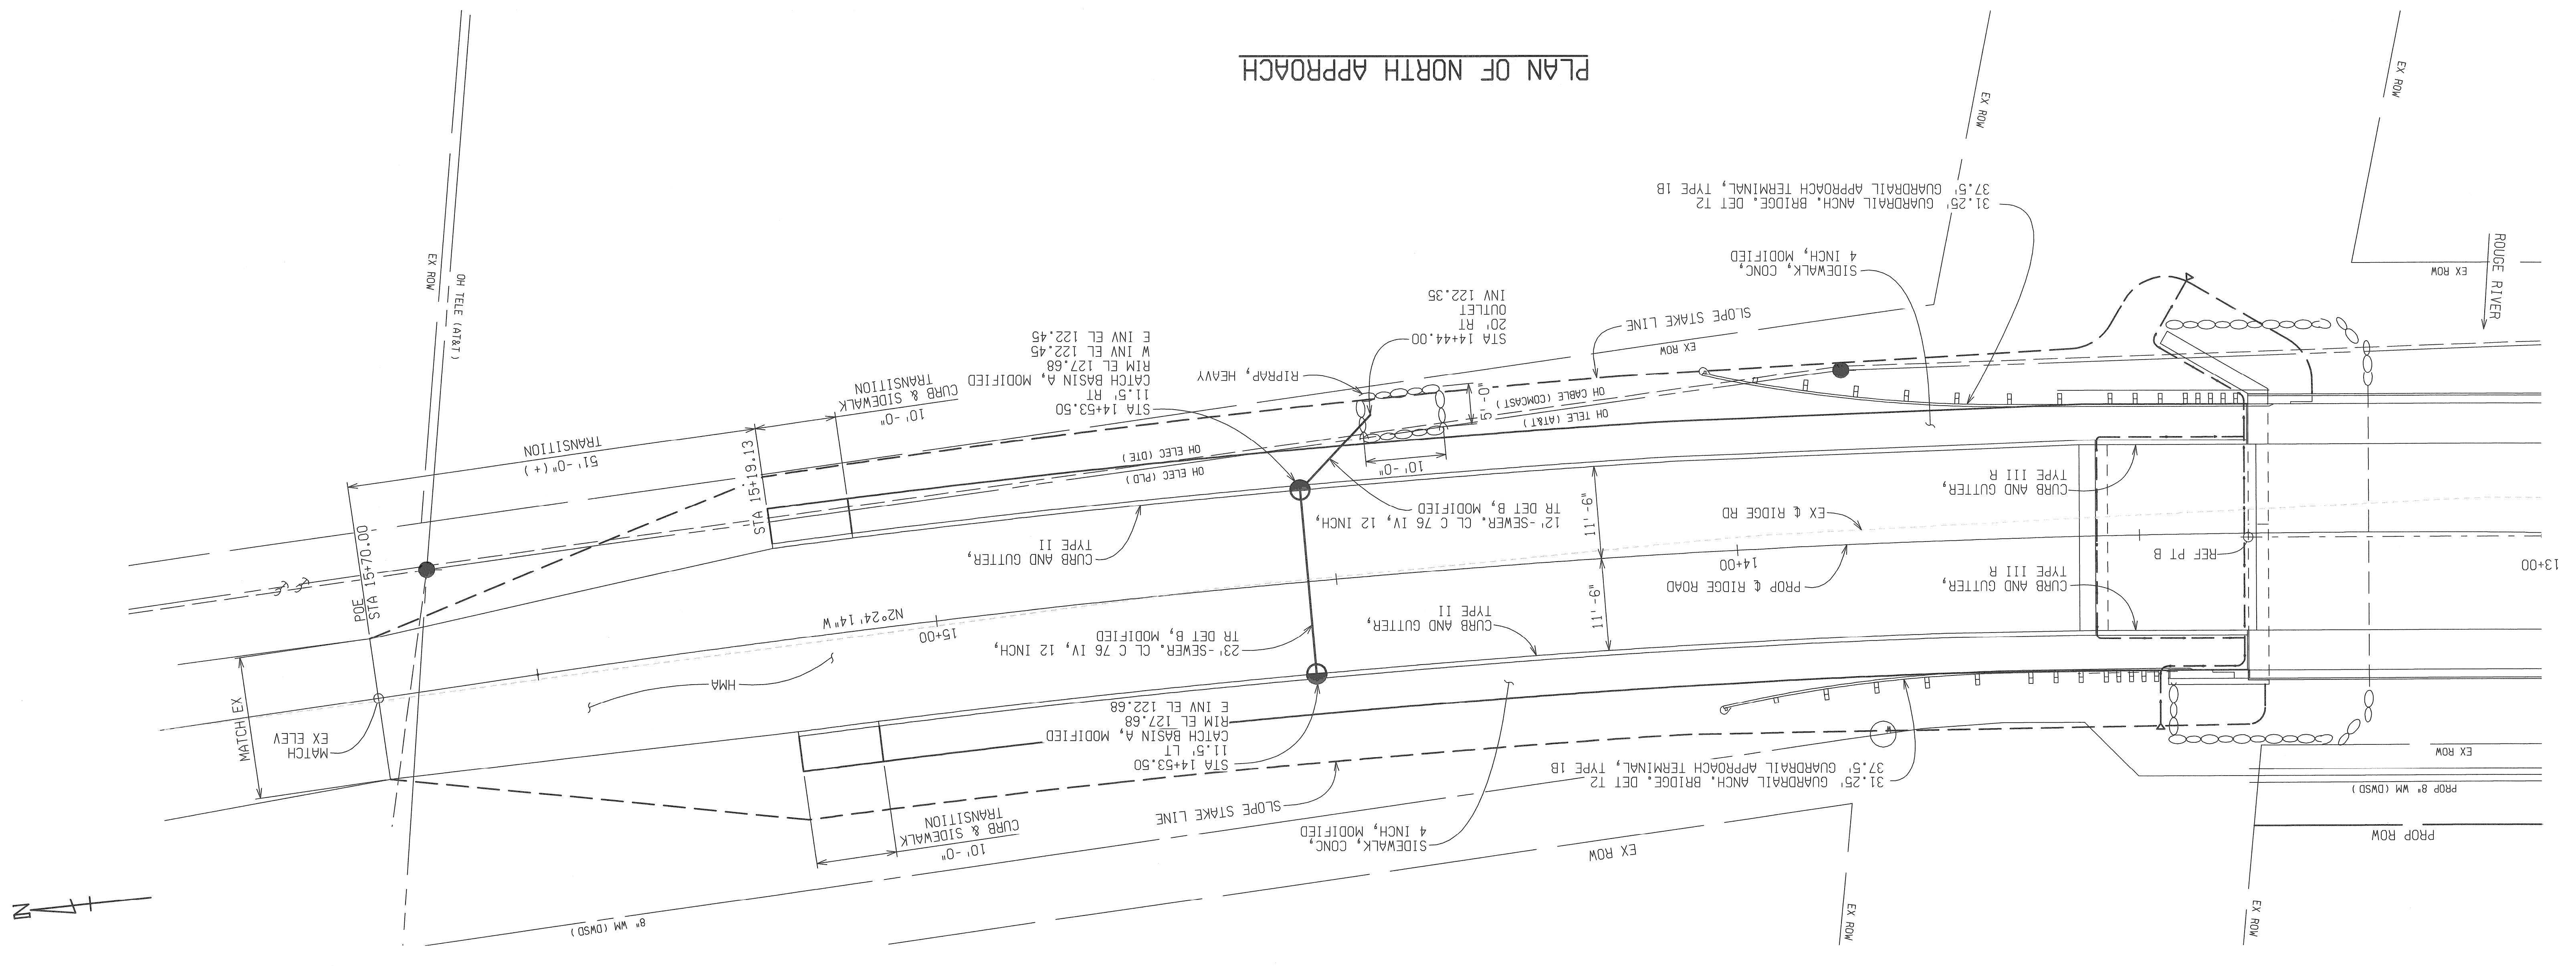 PLAN OF NORTH APPROACH
PROP ROW
PROP 8" WM (DWSD)
EX ROW
EX ROW
EX ROW
EX ROW
SIDEWALK, CONC,
4 INCH, MODIFIED
31.25' GUARDRAIL ANCH. BRIDGE. DET T2
37.5' GUARDRAIL APPROACH TERMINAL, TYPE 1B
SLOPE STAKE LINE
10'-0"
CURB & SIDEWALK
TRANSITION
8" WM (DWSD)
STA 14+53.50
11.5' LT
CATCH BASIN A, MODIFIED
RIM EL 127.68
E INV EL 122.68
MATCH
EX ELEV
MATCH EX
HMA
23'-SEWER. CL C 76 IV, 12 INCH,
TR DET B, MODIFIED
CURB AND GUTTER,
TYPE II
11'-6"
PROP ℄ RIDGE ROAD
CURB AND GUTTER,
TYPE III R
13+00
REF PT B
14+00
15+00
N2°24'14"W
EX ℄ RIDGE RD
11'-6"
CURB AND GUTTER,
TYPE III R
12'-SEWER. CL C 76 IV, 12 INCH,
TR DET B, MODIFIED
CURB AND GUTTER,
TYPE II
POE
STA 15+70.00
STA 15+19.13
51'-0"(+)
TRANSITION
10'-0"
CURB & SIDEWALK
TRANSITION
OH ELEC (PLD)
OH ELEC (DTE)
OH TELE (AT&T)
OH CABLE (COMCAST)
10'-0"
5'-0"
STA 14+53.50
11.5' RT
CATCH BASIN A, MODIFIED
RIM EL 127.68
W INV EL 122.45
E INV EL 122.45
RIPRAP, HEAVY
STA 14+44.00
20' RT
OUTLET
INV 122.35
EX ROW
SLOPE STAKE LINE
SIDEWALK, CONC,
4 INCH, MODIFIED
31.25' GUARDRAIL ANCH. BRIDGE. DET T2
37.5' GUARDRAIL APPROACH TERMINAL, TYPE 1B
ROUGE RIVER
EX ROW
EX ROW
EX ROW
EX ROW
OH TELE (AT&T)
N